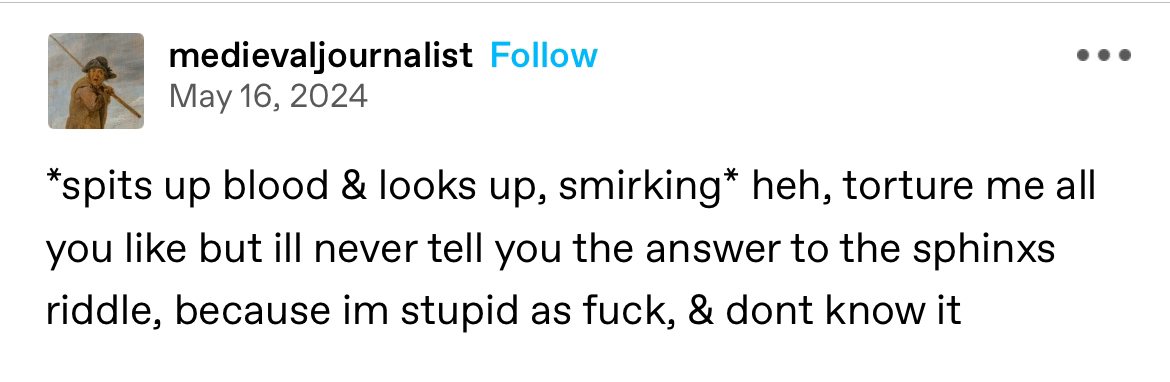 medievaljournalist Follow
May 16, 2024
*spits up blood & looks up, smirking* heh, torture me all
you like but ill never tell you the answer to the sphinxs
riddle, because im stupid as fuck, & dont know it